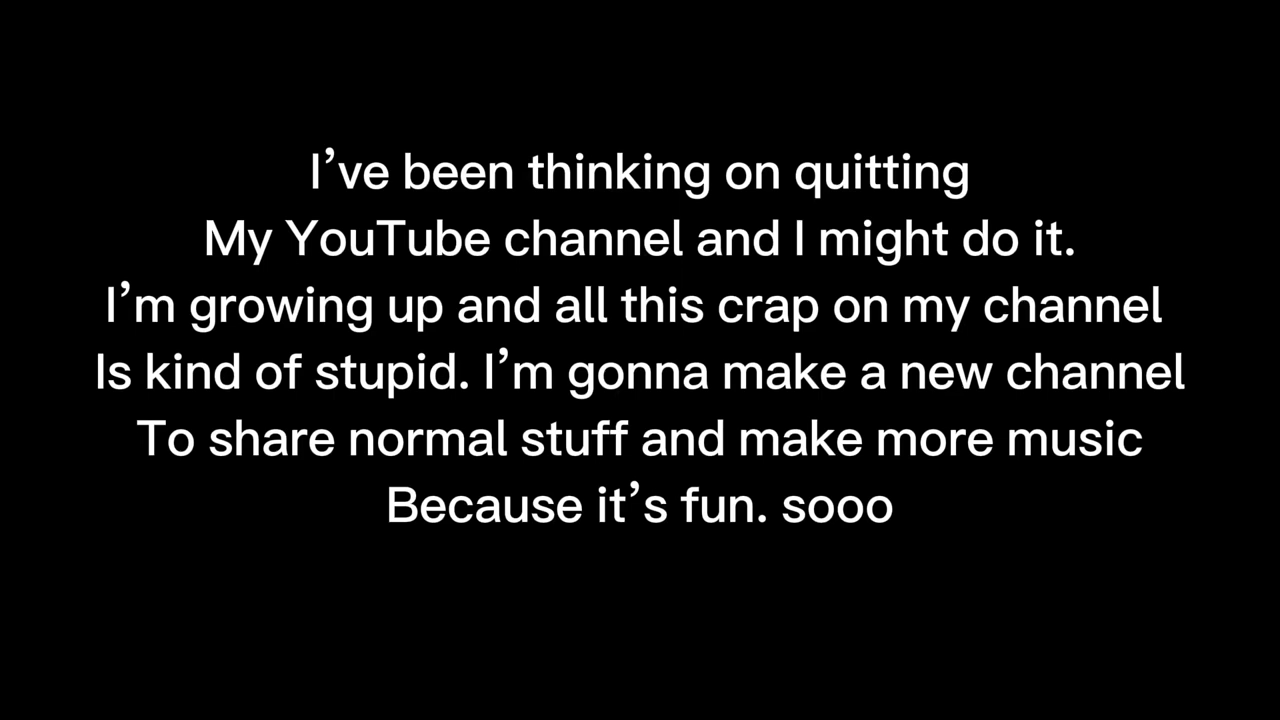 I’ve been thinking on quitting
My YouTube channel and I might do it.
I’m growing up and all this crap on my channel
Is kind of stupid. I’m gonna make a new channel
To share normal stuff and make more music
Because it’s fun. sooo